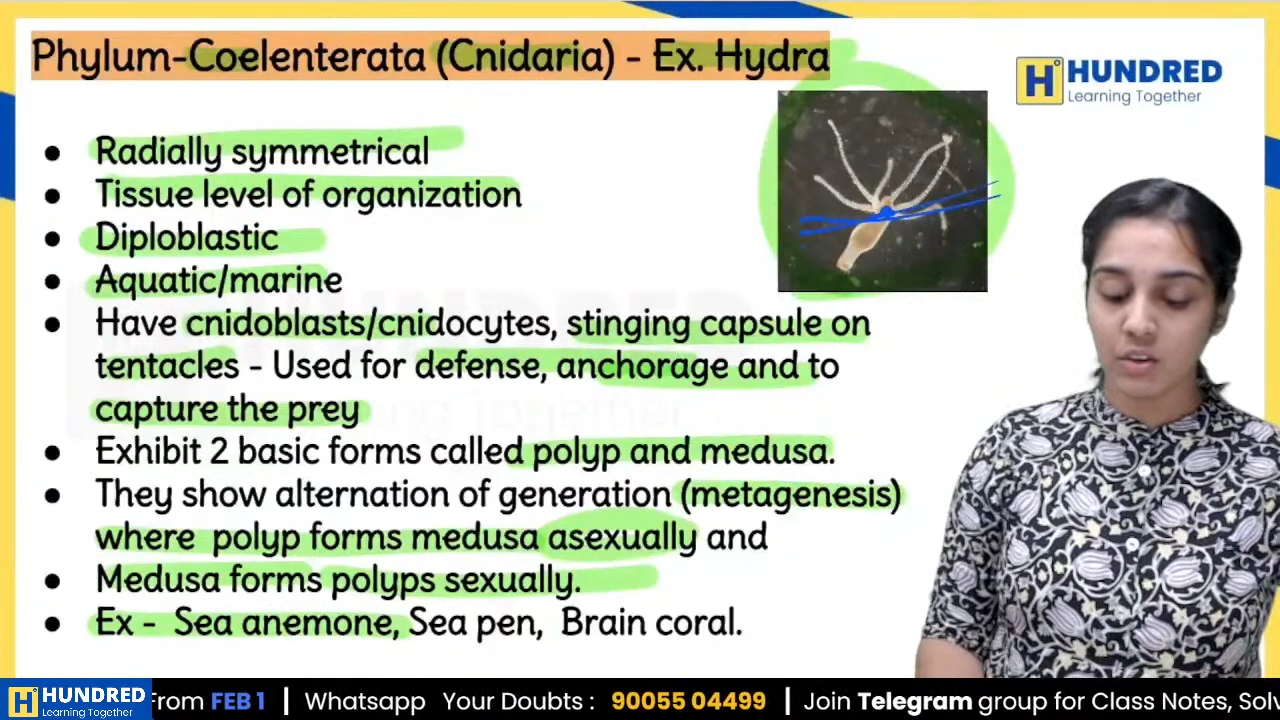 Phylum-Coelenterata (Cnidaria) - Ex. Hydra
H HUNDRED
Learning Together
● Radially symmetrical
● Tissue level of organization
● Diploblastic
● Aquatic/marine
● Have cnidoblasts/cnidocytes, stinging capsule on
tentacles - Used for defense, anchorage and to
capture the prey
● Exhibit 2 basic forms called polyp and medusa.
● They show alternation of generation (metagenesis)
where polyp forms medusa asexually and
● Medusa forms polyps sexually.
● Ex - Sea anemone, Sea pen, Brain coral.
H HUNDRED
Learning Together
From FEB 1 | Whatsapp Your Doubts : 90055 04499 | Join Telegram group for Class Notes, Solv